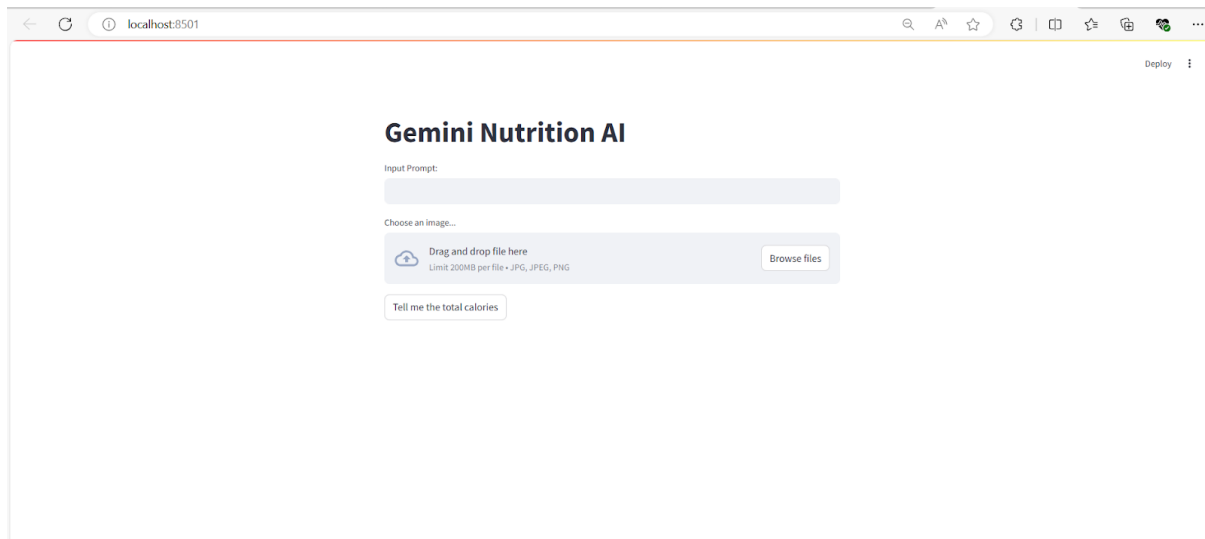 localhost:8501
Deploy
Gemini Nutrition AI
Input Prompt:
Choose an image...
Drag and drop file here
Limit 200MB per file • JPG, JPEG, PNG
Browse files
Tell me the total calories